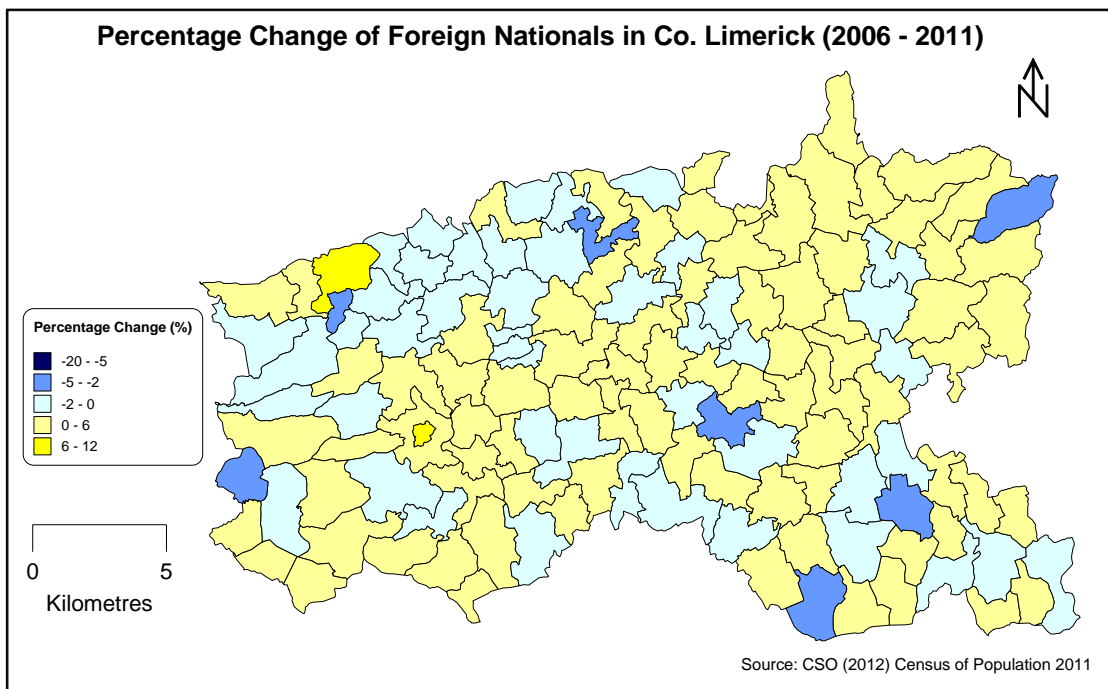 Percentage Change of Foreign Nationals in Co. Limerick (2006 - 2011)
N
Percentage Change (%)
-20 - -5
-5 - -2
-2 - 0
0 - 6
6 - 12
0 5
Kilometres
Source: CSO (2012) Census of Population 2011